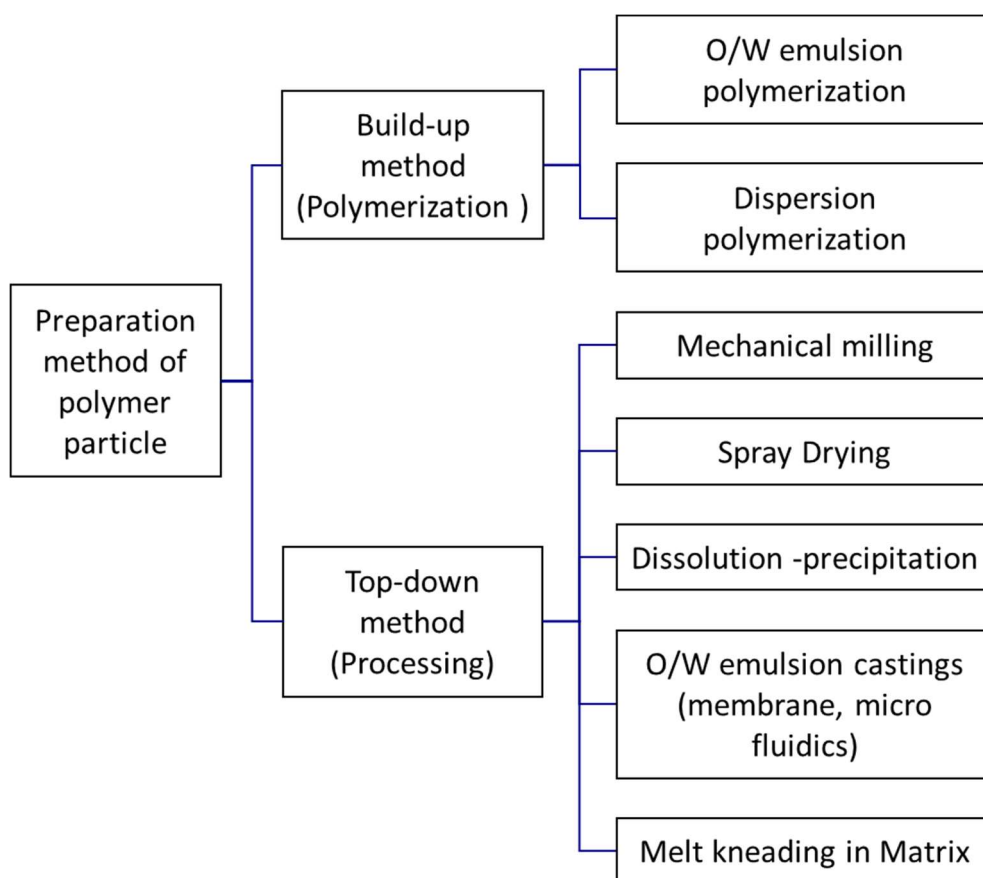 Preparation
method of
polymer
particle
Build-up
method
(Polymerization )
O/W emulsion
polymerization
Dispersion
polymerization
Top-down
method
(Processing)
Mechanical milling
Spray Drying
Dissolution -precipitation
O/W emulsion castings
(membrane, micro
fluidics)
Melt kneading in Matrix